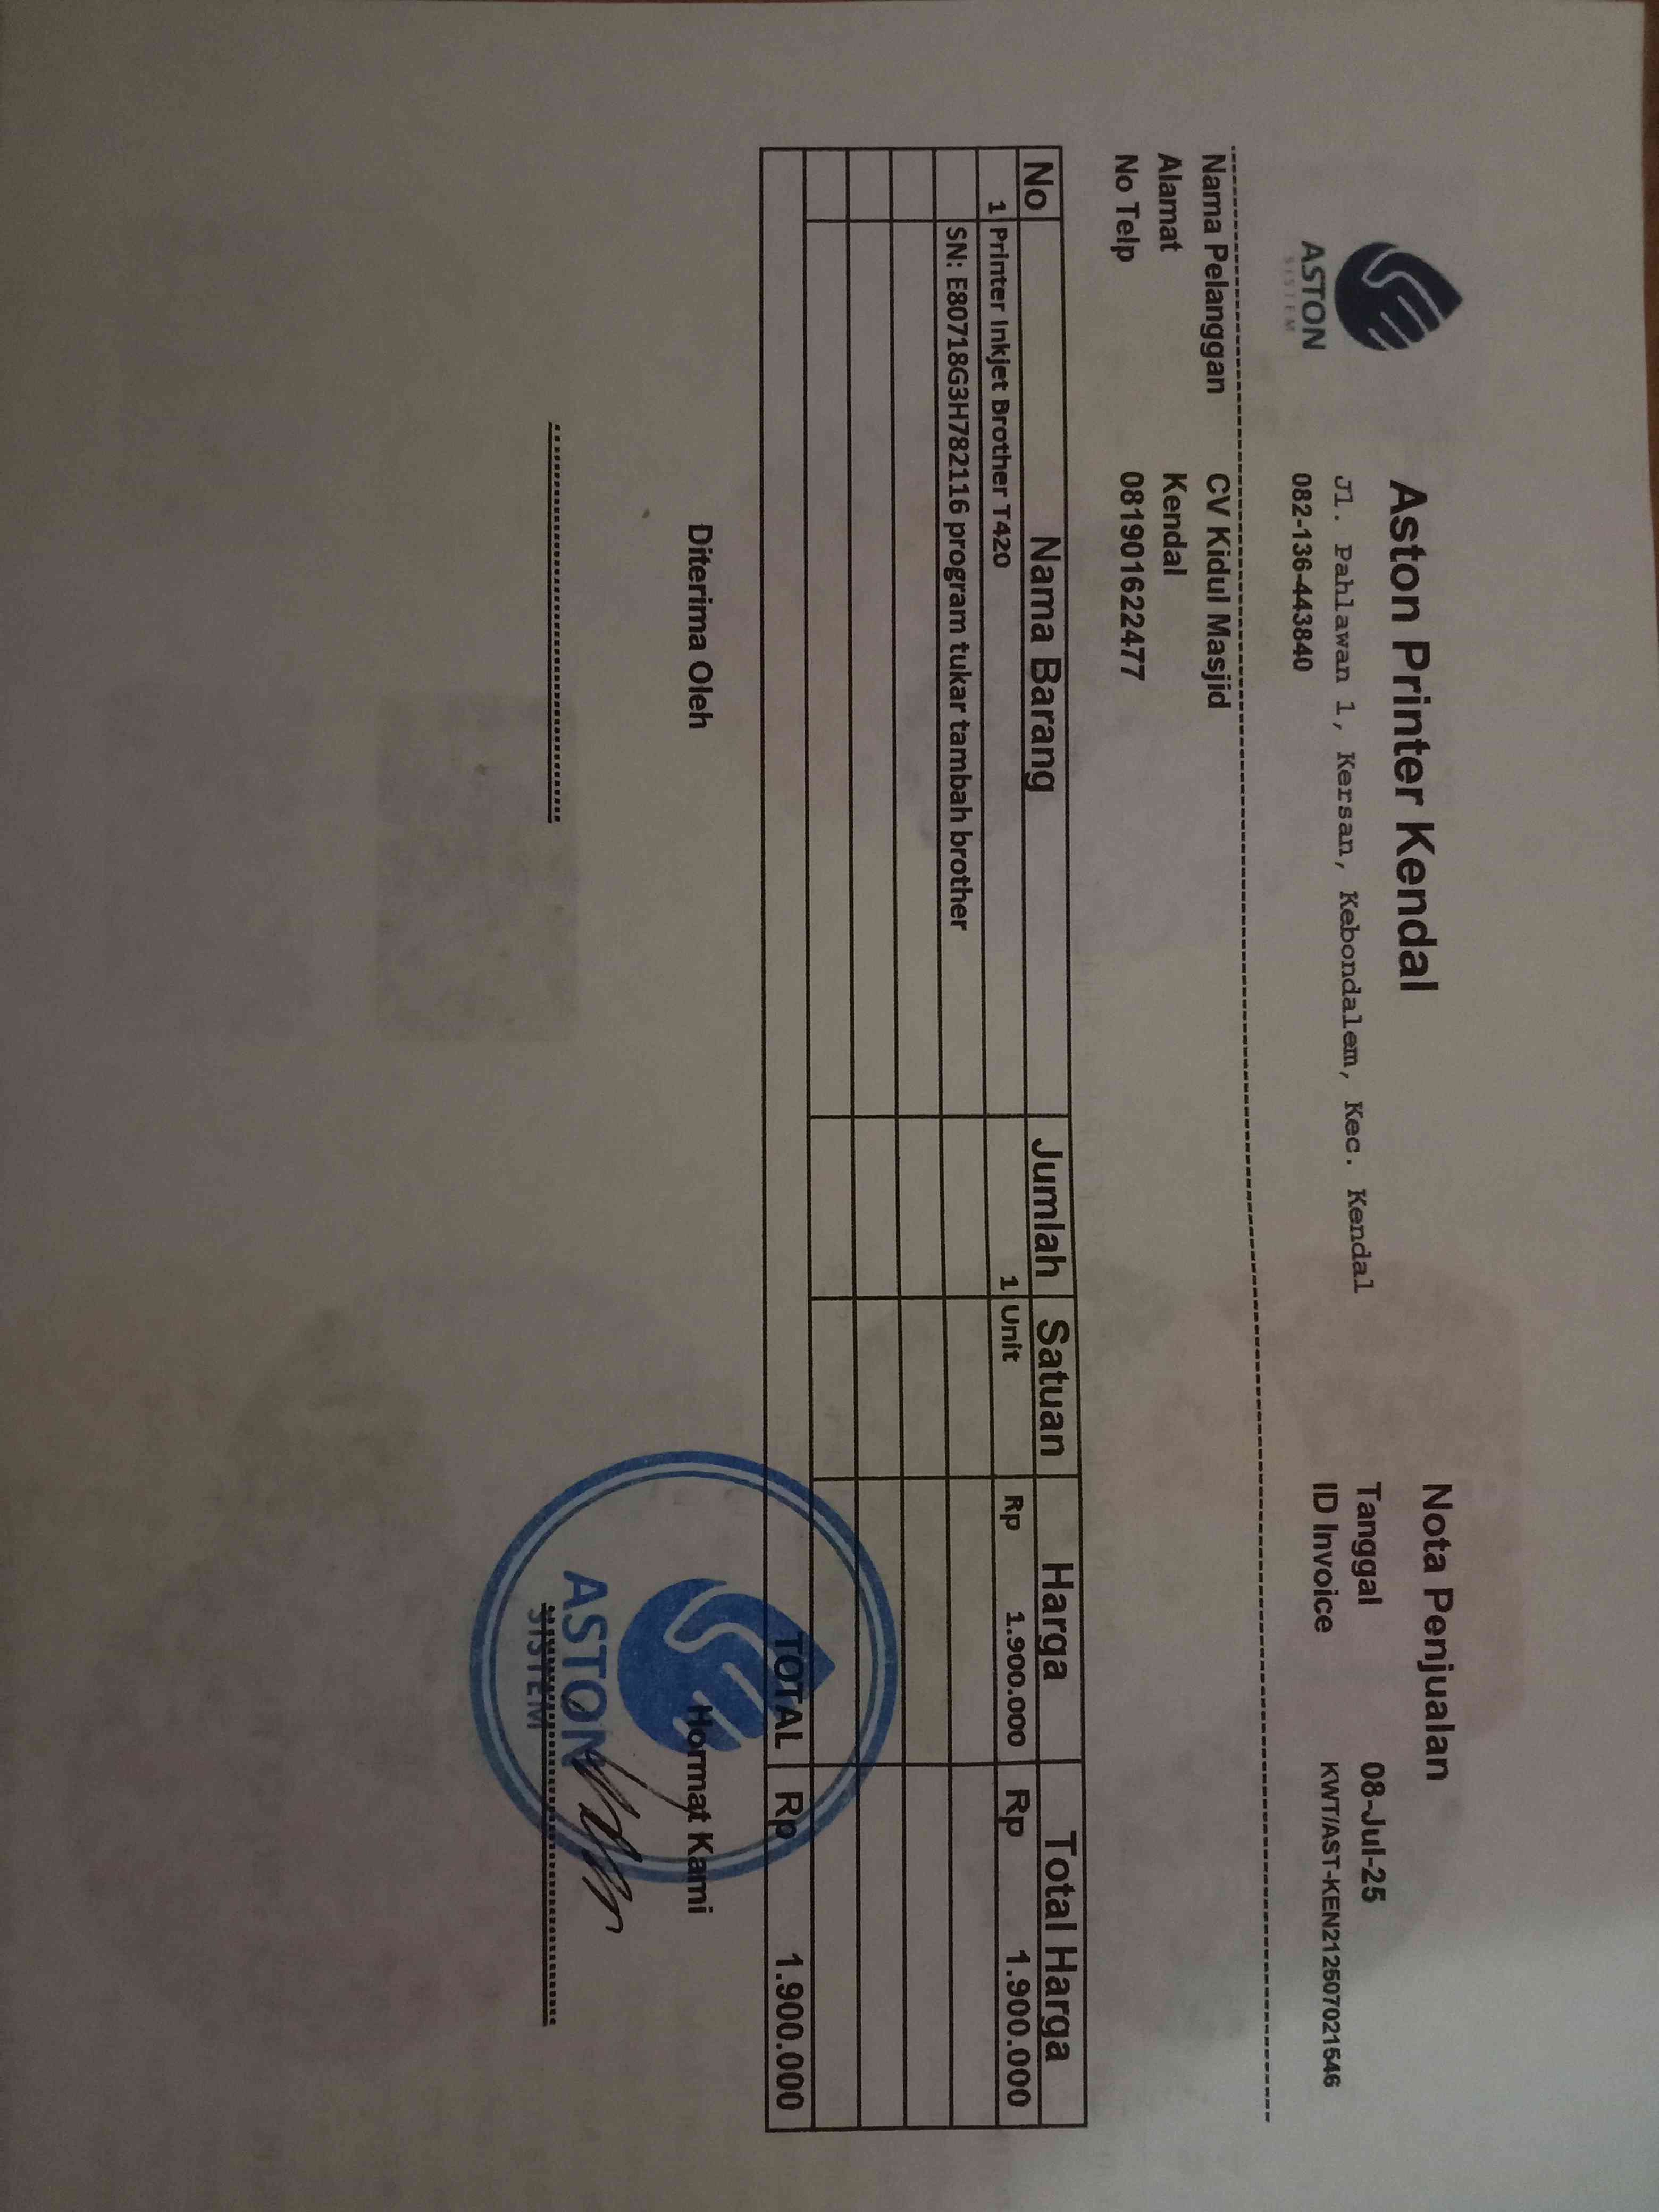 ASTON
SISTEM
Aston Printer Kendal
Jl. Pahlawan 1, Kersan, Kebondalem, Kec. Kendal
082-136-443840
Nota Penjualan
Tanggal 08-Jul-25
ID Invoice KWT/AST-KEN212507021546
Nama Pelanggan CV Kidul Masjid
Alamat Kendal
No Telp 081901622477
No Nama Barang Jumlah Satuan Harga Total Harga
1 Printer Inkjet Brother T420 1 Unit Rp 1.900.000 Rp 1.900.000
SN: E80718G3H782116 program tukar tambah brother
TOTAL Rp 1.900.000
Diterima Oleh Hormat Kami
ASTON
SISTEM